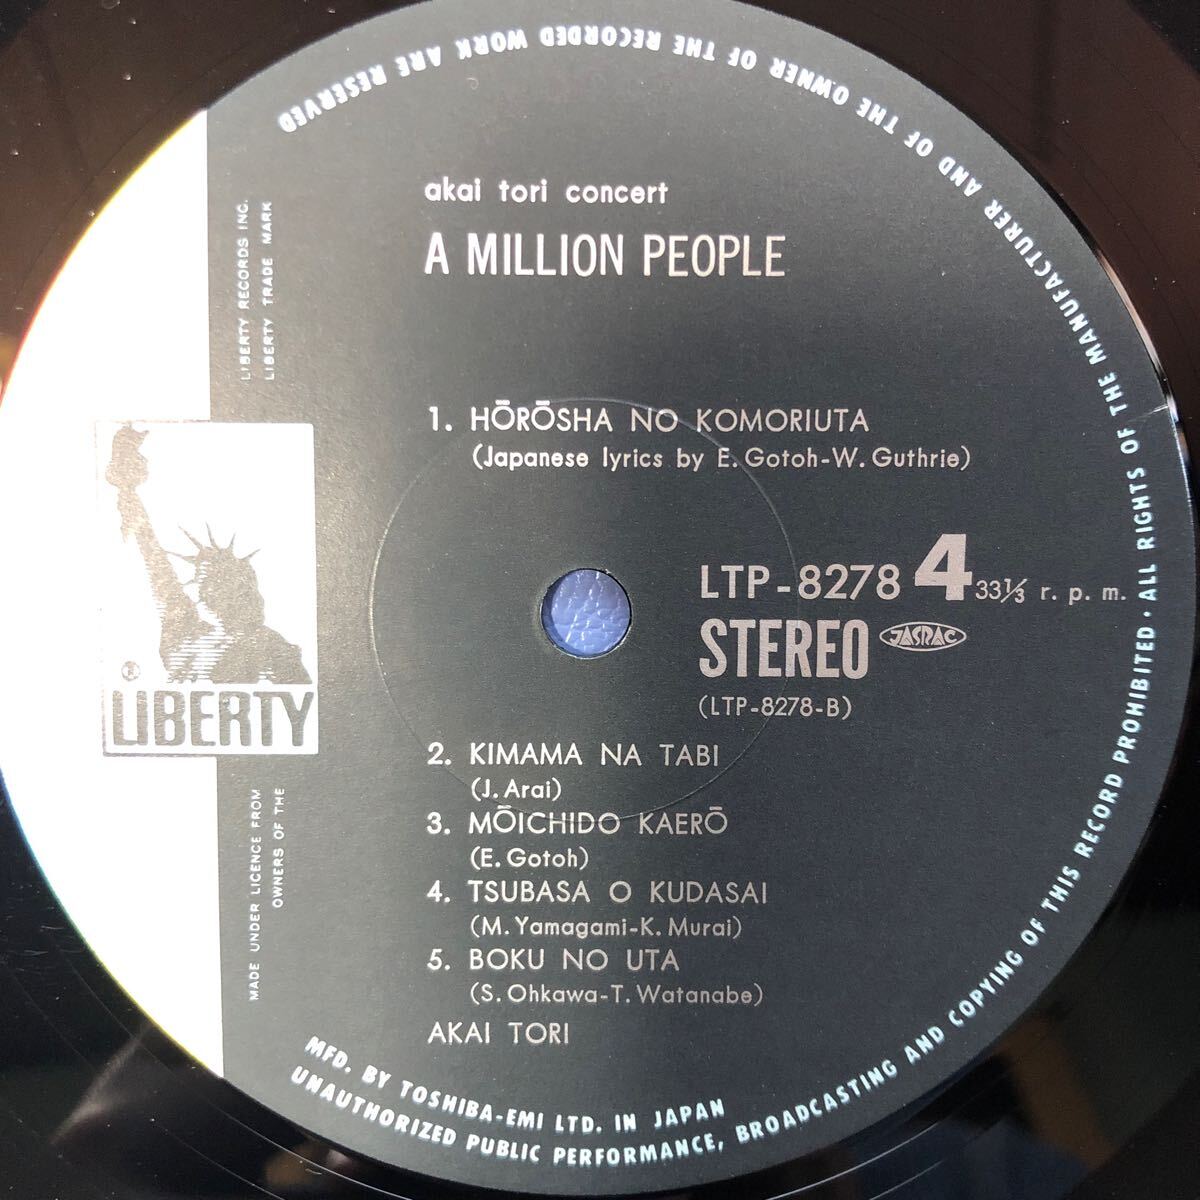 akai tori concert
A MILLION PEOPLE
LIBERTY RECORDS INC.
LIBERTY TRADE MARK
1. HŌRŌSHA NO KOMORIUTA
(Japanese lyrics by E. Gotoh-W. Guthrie)
LTP-8278 4 33⅓ r. p. m.
STEREO JASRAC
(LTP-8278-B)
® LIBERTY
2. KIMAMA NA TABI
(J. Arai)
3. MŌICHIDO KAERŌ
(E. Gotoh)
4. TSUBASA O KUDASAI
(M. Yamagami-K. Murai)
5. BOKU NO UTA
(S. Ohkawa-T. Watanabe)
AKAI TORI
MADE UNDER LICENCE FROM
OWNERS OF THE
MFD. BY TOSHIBA-EMI LTD. IN JAPAN
UNAUTHORIZED PUBLIC PERFORMANCE, BROADCASTING AND COPYING OF THIS RECORD PROHIBITED · ALL RIGHTS OF THE MANUFACTURER AND OF THE OWNER OF THE RECORDED WORK ARE RESERVED